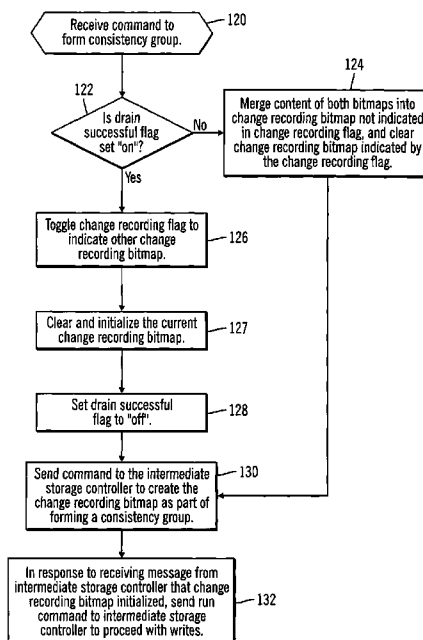 Receive command to
form consistency group.
120
122
Is drain
successful flag
set "on"?
No
Yes
124
Merge content of both bitmaps into
change recording bitmap not indicated
in change recording flag, and clear
change recording bitmap indicated by
the change recording flag.
Toggle change recording flag to
indicate other change
recording bitmap.
126
Clear and initialize the current
change recording bitmap.
127
Set drain successful
flag to "off".
128
Send command to the intermediate
storage controller to create the
change recording bitmap as part of
forming a consistency group.
130
In response to receiving message from
intermediate storage controller that change
recording bitmap initialized, send run
command to intermediate storage
controller to proceed with writes.
132